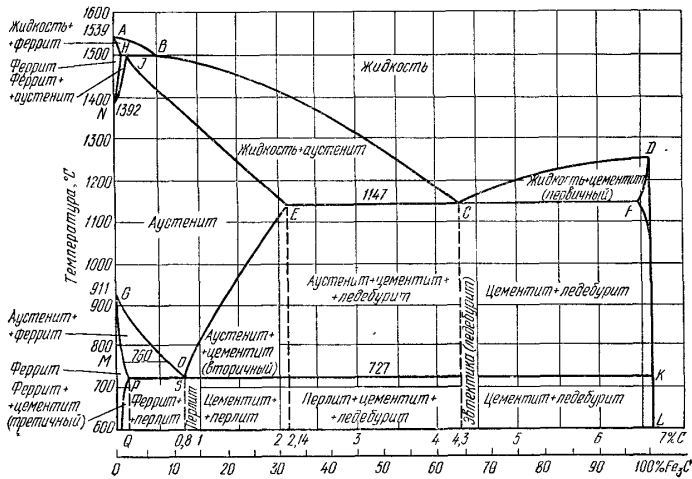 1600
1539
1500
1400
1300
1200
1100
1000
911
900
800
700
600
Температура, °С
Жидкость+
+феррит
Феррит
Феррит+
+аустенит
A
H
J
B
N
1392
Жидкость
Жидкость+аустенит
D
Жидкость+цементит
(первичный)
1147
E
C
F
Аустенит
G
Аустенит+
+феррит
M
760
O
Аустенит+
+цементит
(вторичный)
Аустенит+цементит+
+ледебурит
Эвтектика (ледебурит)
Цементит+ледебурит
727
Феррит
Феррит+
+цементит
(третичный)
P
S
K
Феррит+
+перлит
Перлит
Цементит+
+перлит
Перлит+цементит+
+ледебурит
Цементит+ледебурит
L
0 Q 0,8 1 2 2,14 3 4 4,3 5 6 7%C
0 10 20 30 40 50 60 70 80 90 100%Fe3C